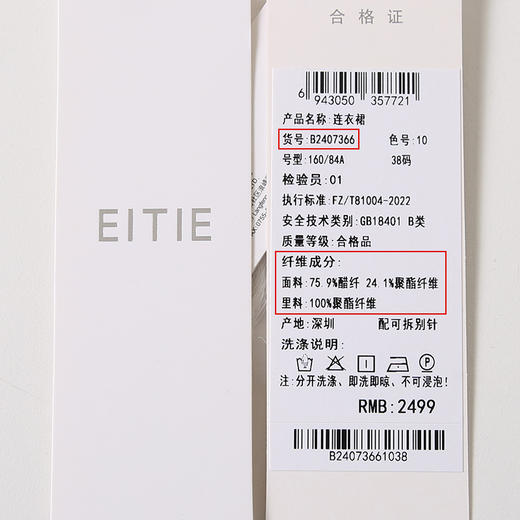 EITIE
合格证
6 943050 357721
产品名称:连衣裙
货号:B2407366 色号:10
号型:160/84A 38码
检验员:01
执行标准:FZ/T81004-2022
安全技术类别:GB18401 B类
质量等级:合格品
纤维成分:
面料:75.9%醋纤 24.1%聚酯纤维
里料:100%聚酯纤维
产地:深圳 配可拆别针
洗涤说明:
P
注:分开洗涤、即洗即晾、不可浸泡!
RMB:2499
B24073661038